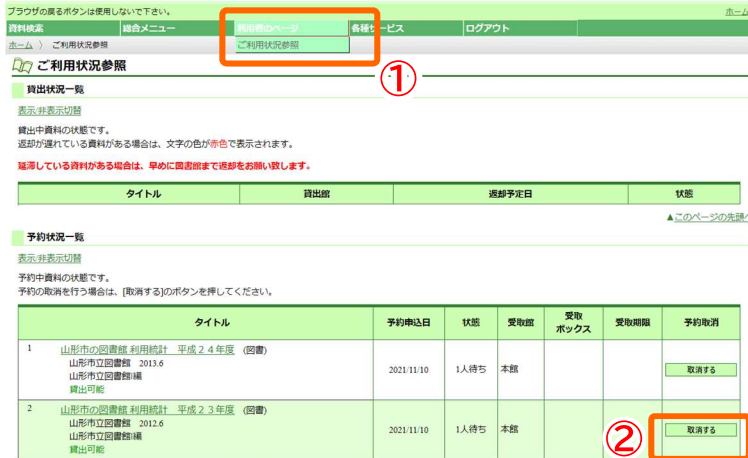 ブラウザの戻るボタンは使用しないで下さい。 ホーム
資料検索 総合メニュー 利用者のページ 各種サービス ログアウト
ホーム 〉 ご利用状況参照 ご利用状況参照
ご利用状況参照
①
貸出状況一覧
表示/非表示切替
貸出中資料の状態です。
返却が遅れている資料がある場合は、文字の色が赤色で表示されます。
延滞している資料がある場合は、早めに図書館まで返却をお願い致します。
タイトル 貸出館 返却予定日 状態
▲このページの先頭へ
予約状況一覧
表示/非表示切替
予約中資料の状態です。
予約の取消を行う場合は、[取消する]のボタンを押してください。
タイトル 予約申込日 状態 受取館 受取ボックス 受取期限 予約取消
1 山形市の図書館 利用統計 平成24年度 (図書)
山形市立図書館 2013.6
山形市立図書館∥編 2021/11/10 1人待ち 本館 取消する
貸出可能
2 山形市の図書館 利用統計 平成23年度 (図書)
山形市立図書館 2012.6
山形市立図書館∥編 2021/11/10 1人待ち 本館 ② 取消する
貸出可能